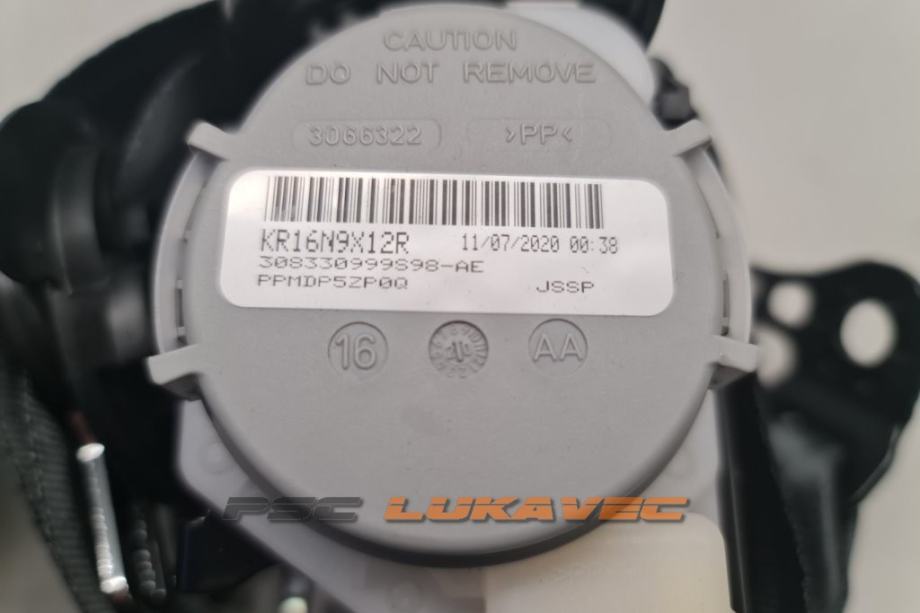 CAUTION
DO NOT REMOVE
3066322 >PP<
KR16N9X12R 11/07/2020 00:38
308330999S98-AE
PPMDP5ZP0Q JSSP
16 AA
PSC LUKAVEC